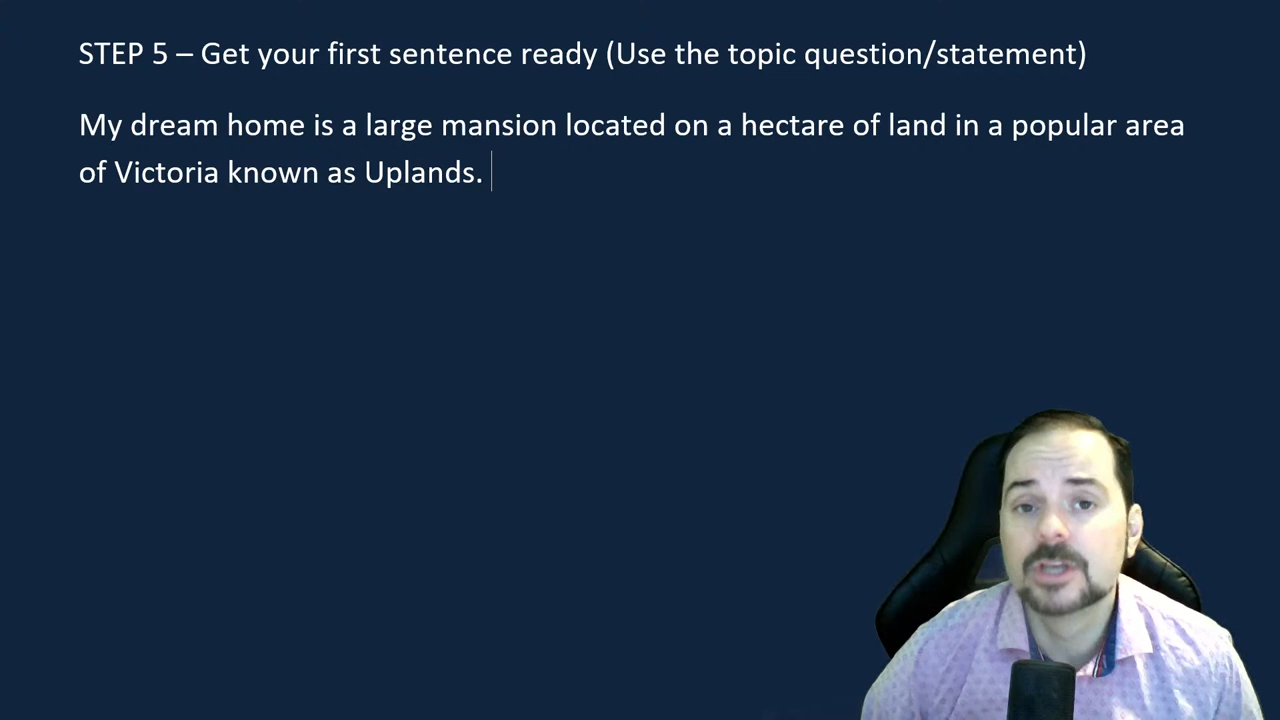 STEP 5 – Get your first sentence ready (Use the topic question/statement)
My dream home is a large mansion located on a hectare of land in a popular area
of Victoria known as Uplands.